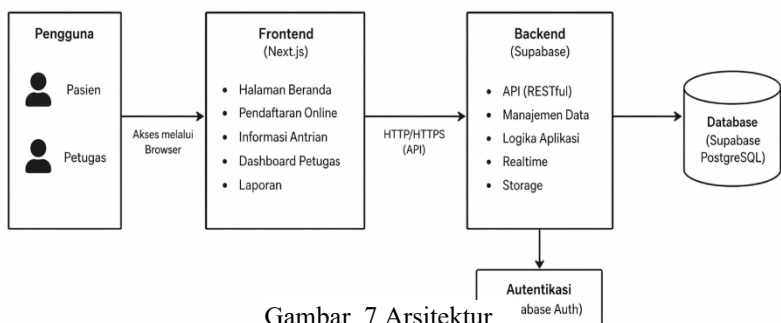 Pengguna
Pasien
Petugas
Akses melalui
Browser
Frontend
(Next.js)
• Halaman Beranda
• Pendaftaran Online
• Informasi Antrian
• Dashboard Petugas
• Laporan
HTTP/HTTPS
(API)
Backend
(Supabase)
• API (RESTful)
• Manajemen Data
• Logika Aplikasi
• Realtime
• Storage
Database
(Supabase
PostgreSQL)
Autentikasi
abase Auth)
Gambar 7 Arsitektur